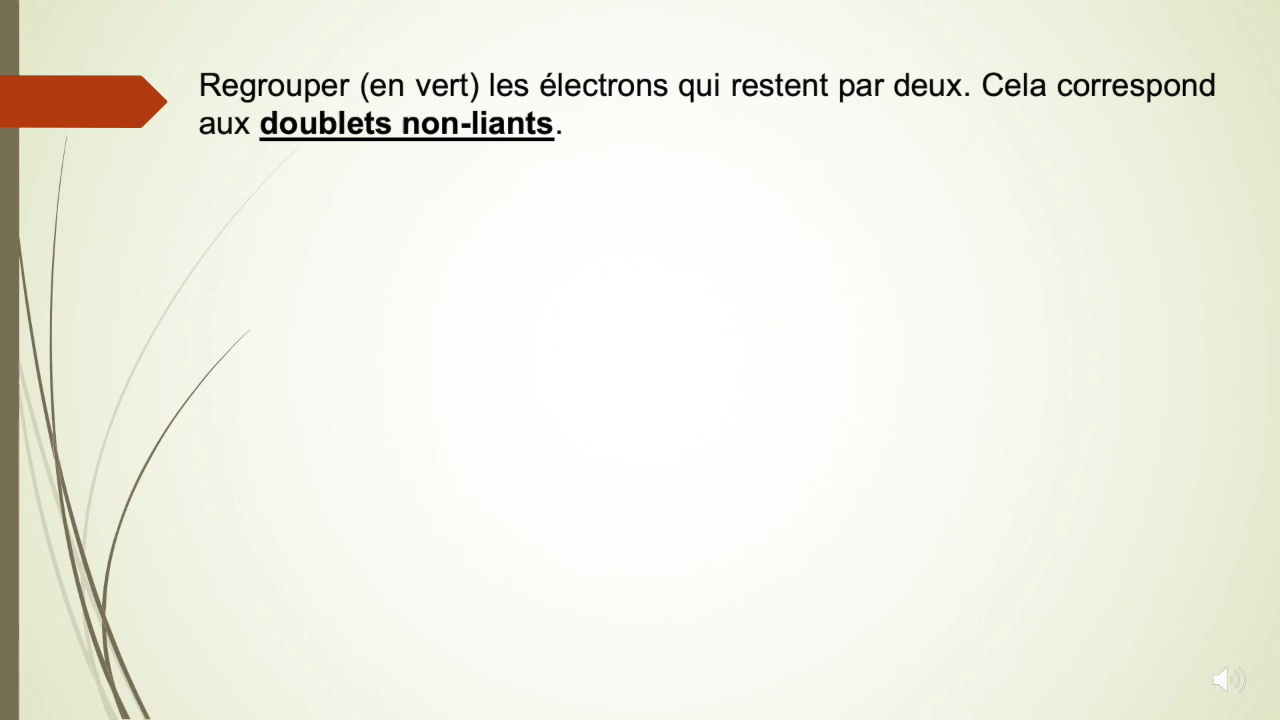 Regrouper (en vert) les électrons qui restent par deux. Cela correspond
aux doublets non-liants.